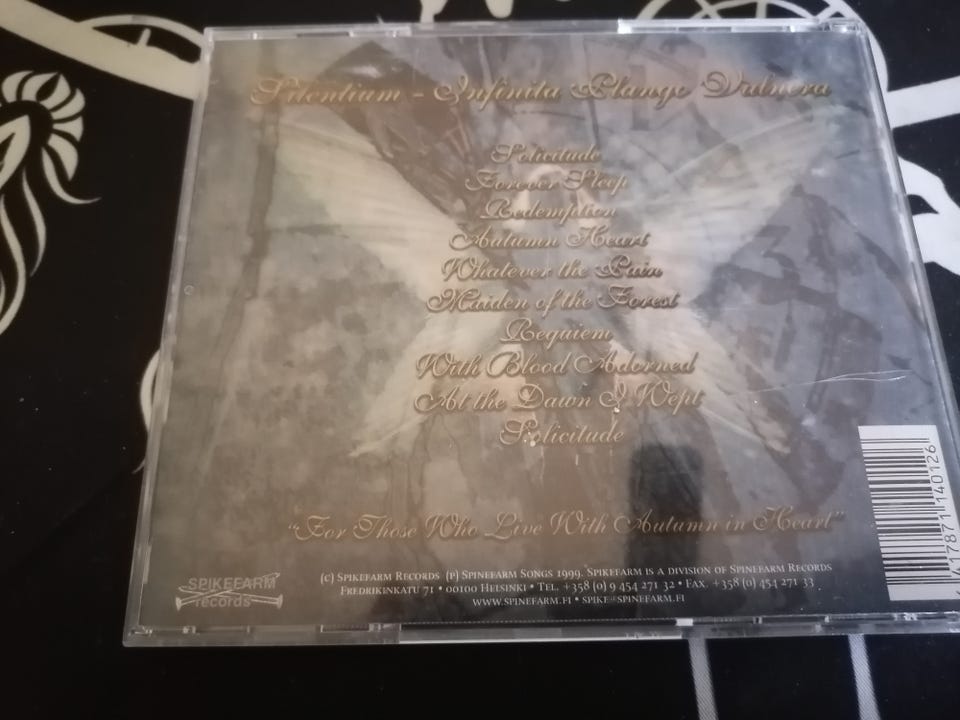 Silentium - Infinita Plango Vulnera
Solicitude
Forever Sleep
Redemption
Autumn Heart
Whatever the Pain
Maiden of the Forest
Requiem
With Blood Adorned
At the Dawn I Wept
Solicitude
"For Those Who Live With Autumn in Heart"
(C) Spikefarm Records (P) Spinefarm Songs 1999. Spikefarm is a division of Spinefarm Records
Fredrikinkatu 71 • 00100 Helsinki • Tel. +358 (0) 9 454 271 32 • Fax. +358 (0) 454 271 33
www.spinefarm.fi • spike@spinefarm.fi
SPIKEFARM
records
6 417871 140126